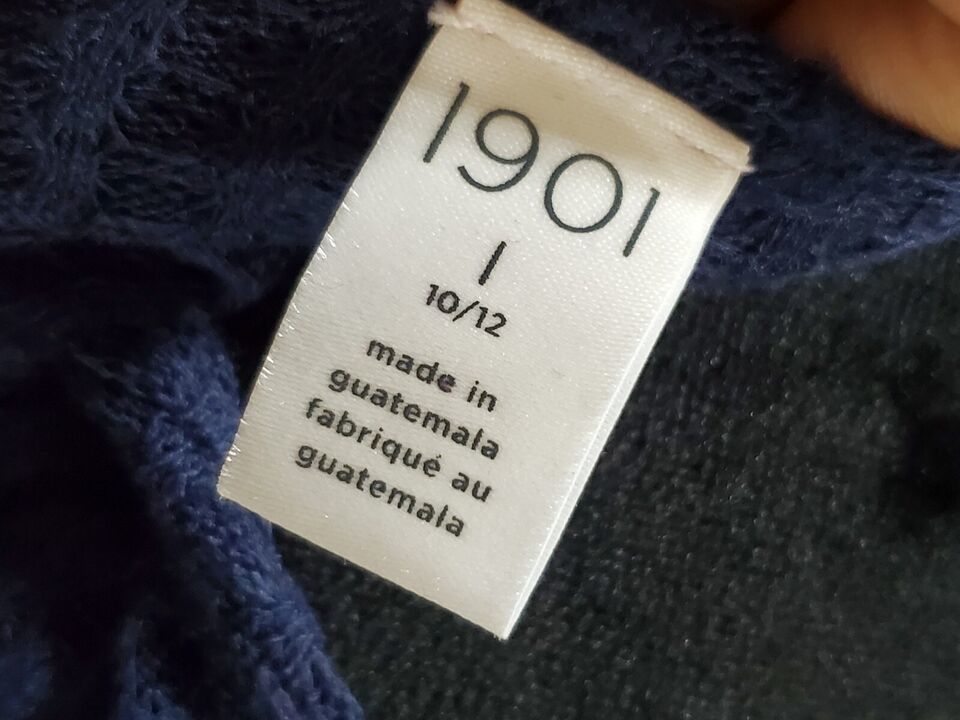 1901
l
10/12
made in
guatemala
fabriqué au
guatemala